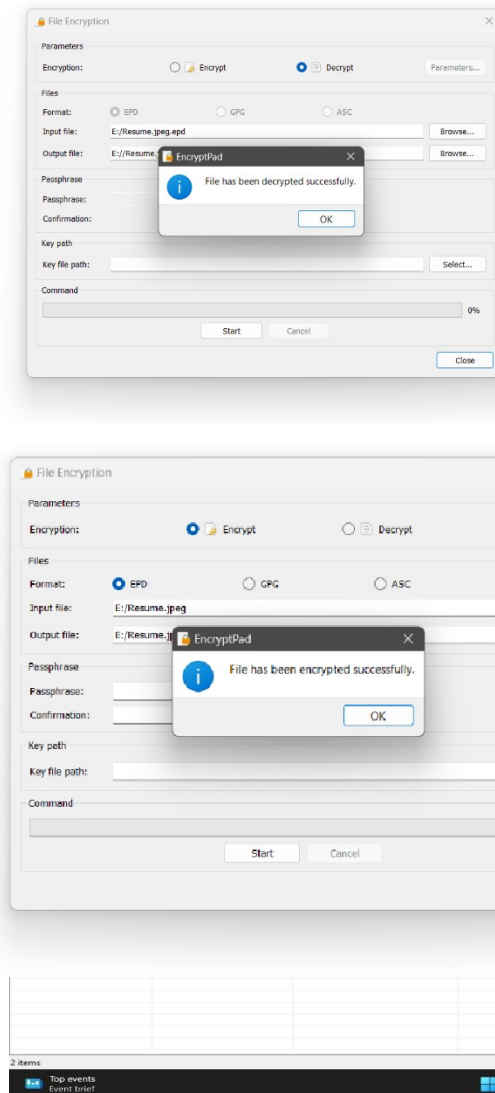 File Encryption
Parameters
Encryption: Encrypt Decrypt Parameters...
Files
Format: EPD GPG ASC
Input file: E:/Resume.jpeg.epd Browse...
Output file: E://Resume. Browse...
EncryptPad
File has been decrypted successfully.
OK
Passphrase
Passphrase:
Confirmation:
Key path
Key file path: Select...
Command
0%
Start Cancel
Close
File Encryption
Parameters
Encryption: Encrypt Decrypt
Files
Format: EPD GPG ASC
Input file: E:/Resume.jpeg
Output file: E:/Resume.j
EncryptPad
File has been encrypted successfully.
OK
Passphrase
Passphrase:
Confirmation:
Key path
Key file path:
Command
Start Cancel
2 items
Top events
Event brief